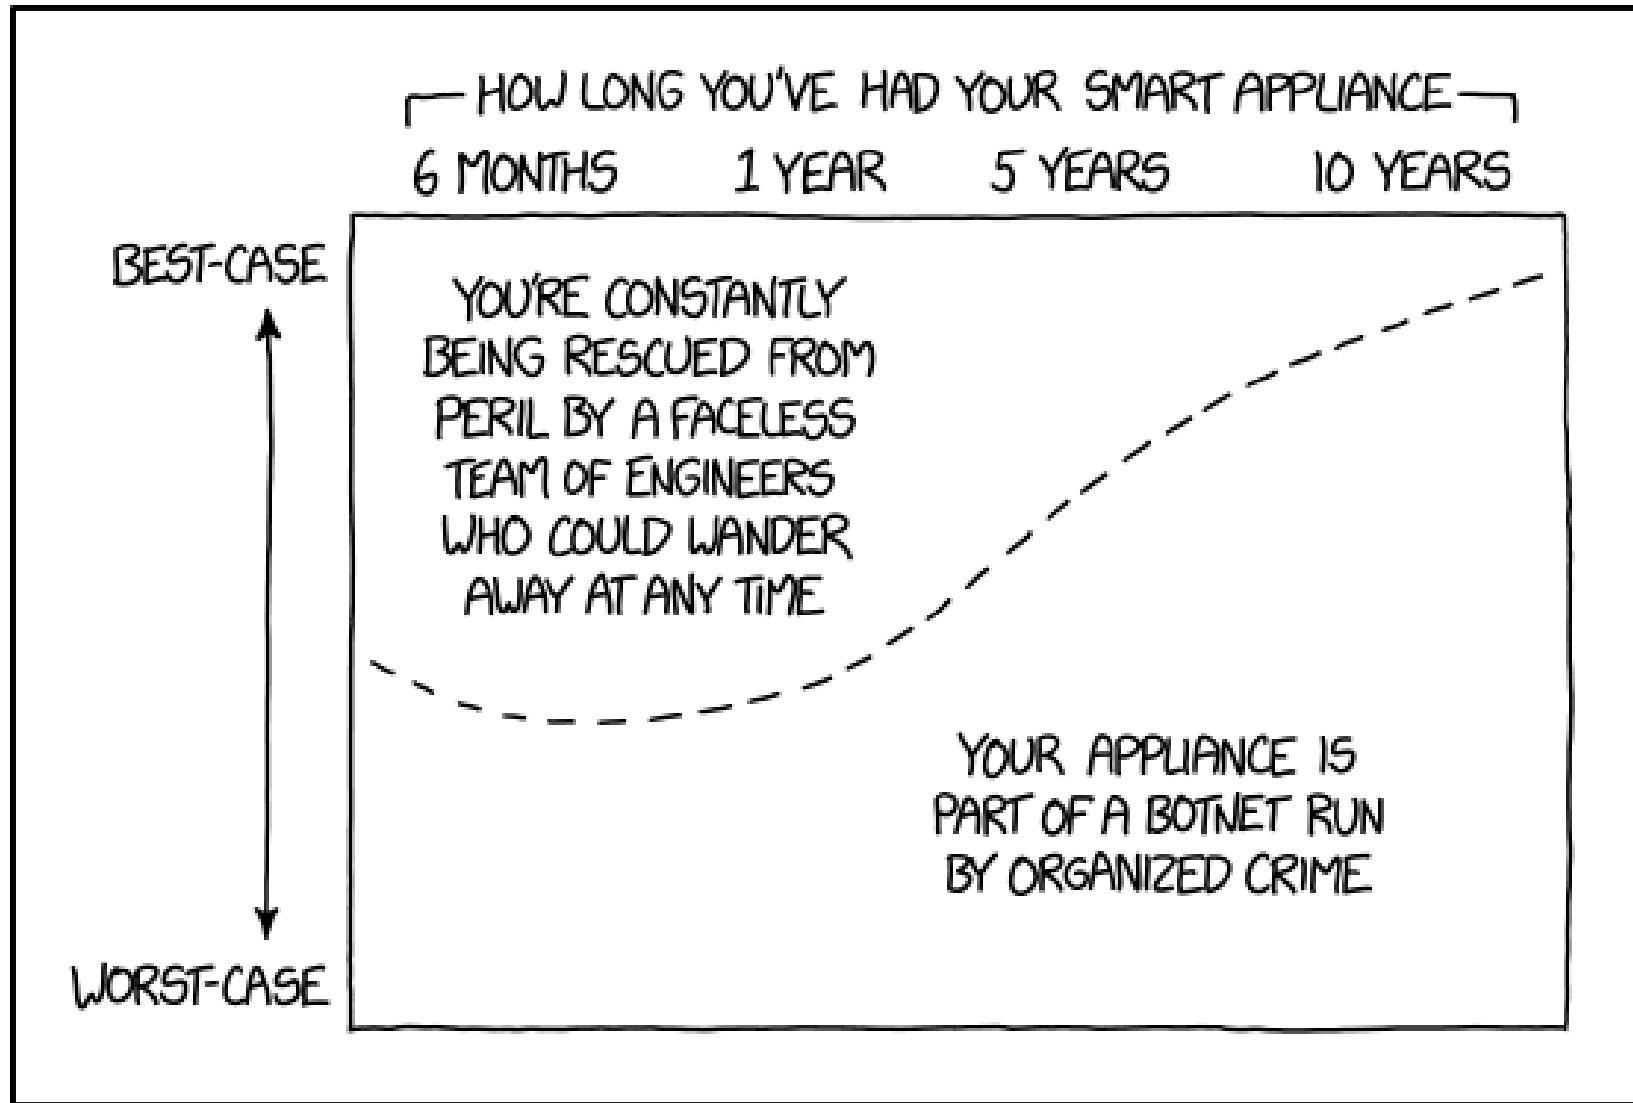 HOW LONG YOU'VE HAD YOUR SMART APPLIANCE
6 MONTHS 1 YEAR 5 YEARS 10 YEARS
BEST-CASE
YOU'RE CONSTANTLY
BEING RESCUED FROM
PERIL BY A FACELESS
TEAM OF ENGINEERS
WHO COULD WANDER
AWAY AT ANY TIME
YOUR APPLIANCE IS
PART OF A BOTNET RUN
BY ORGANIZED CRIME
WORST-CASE